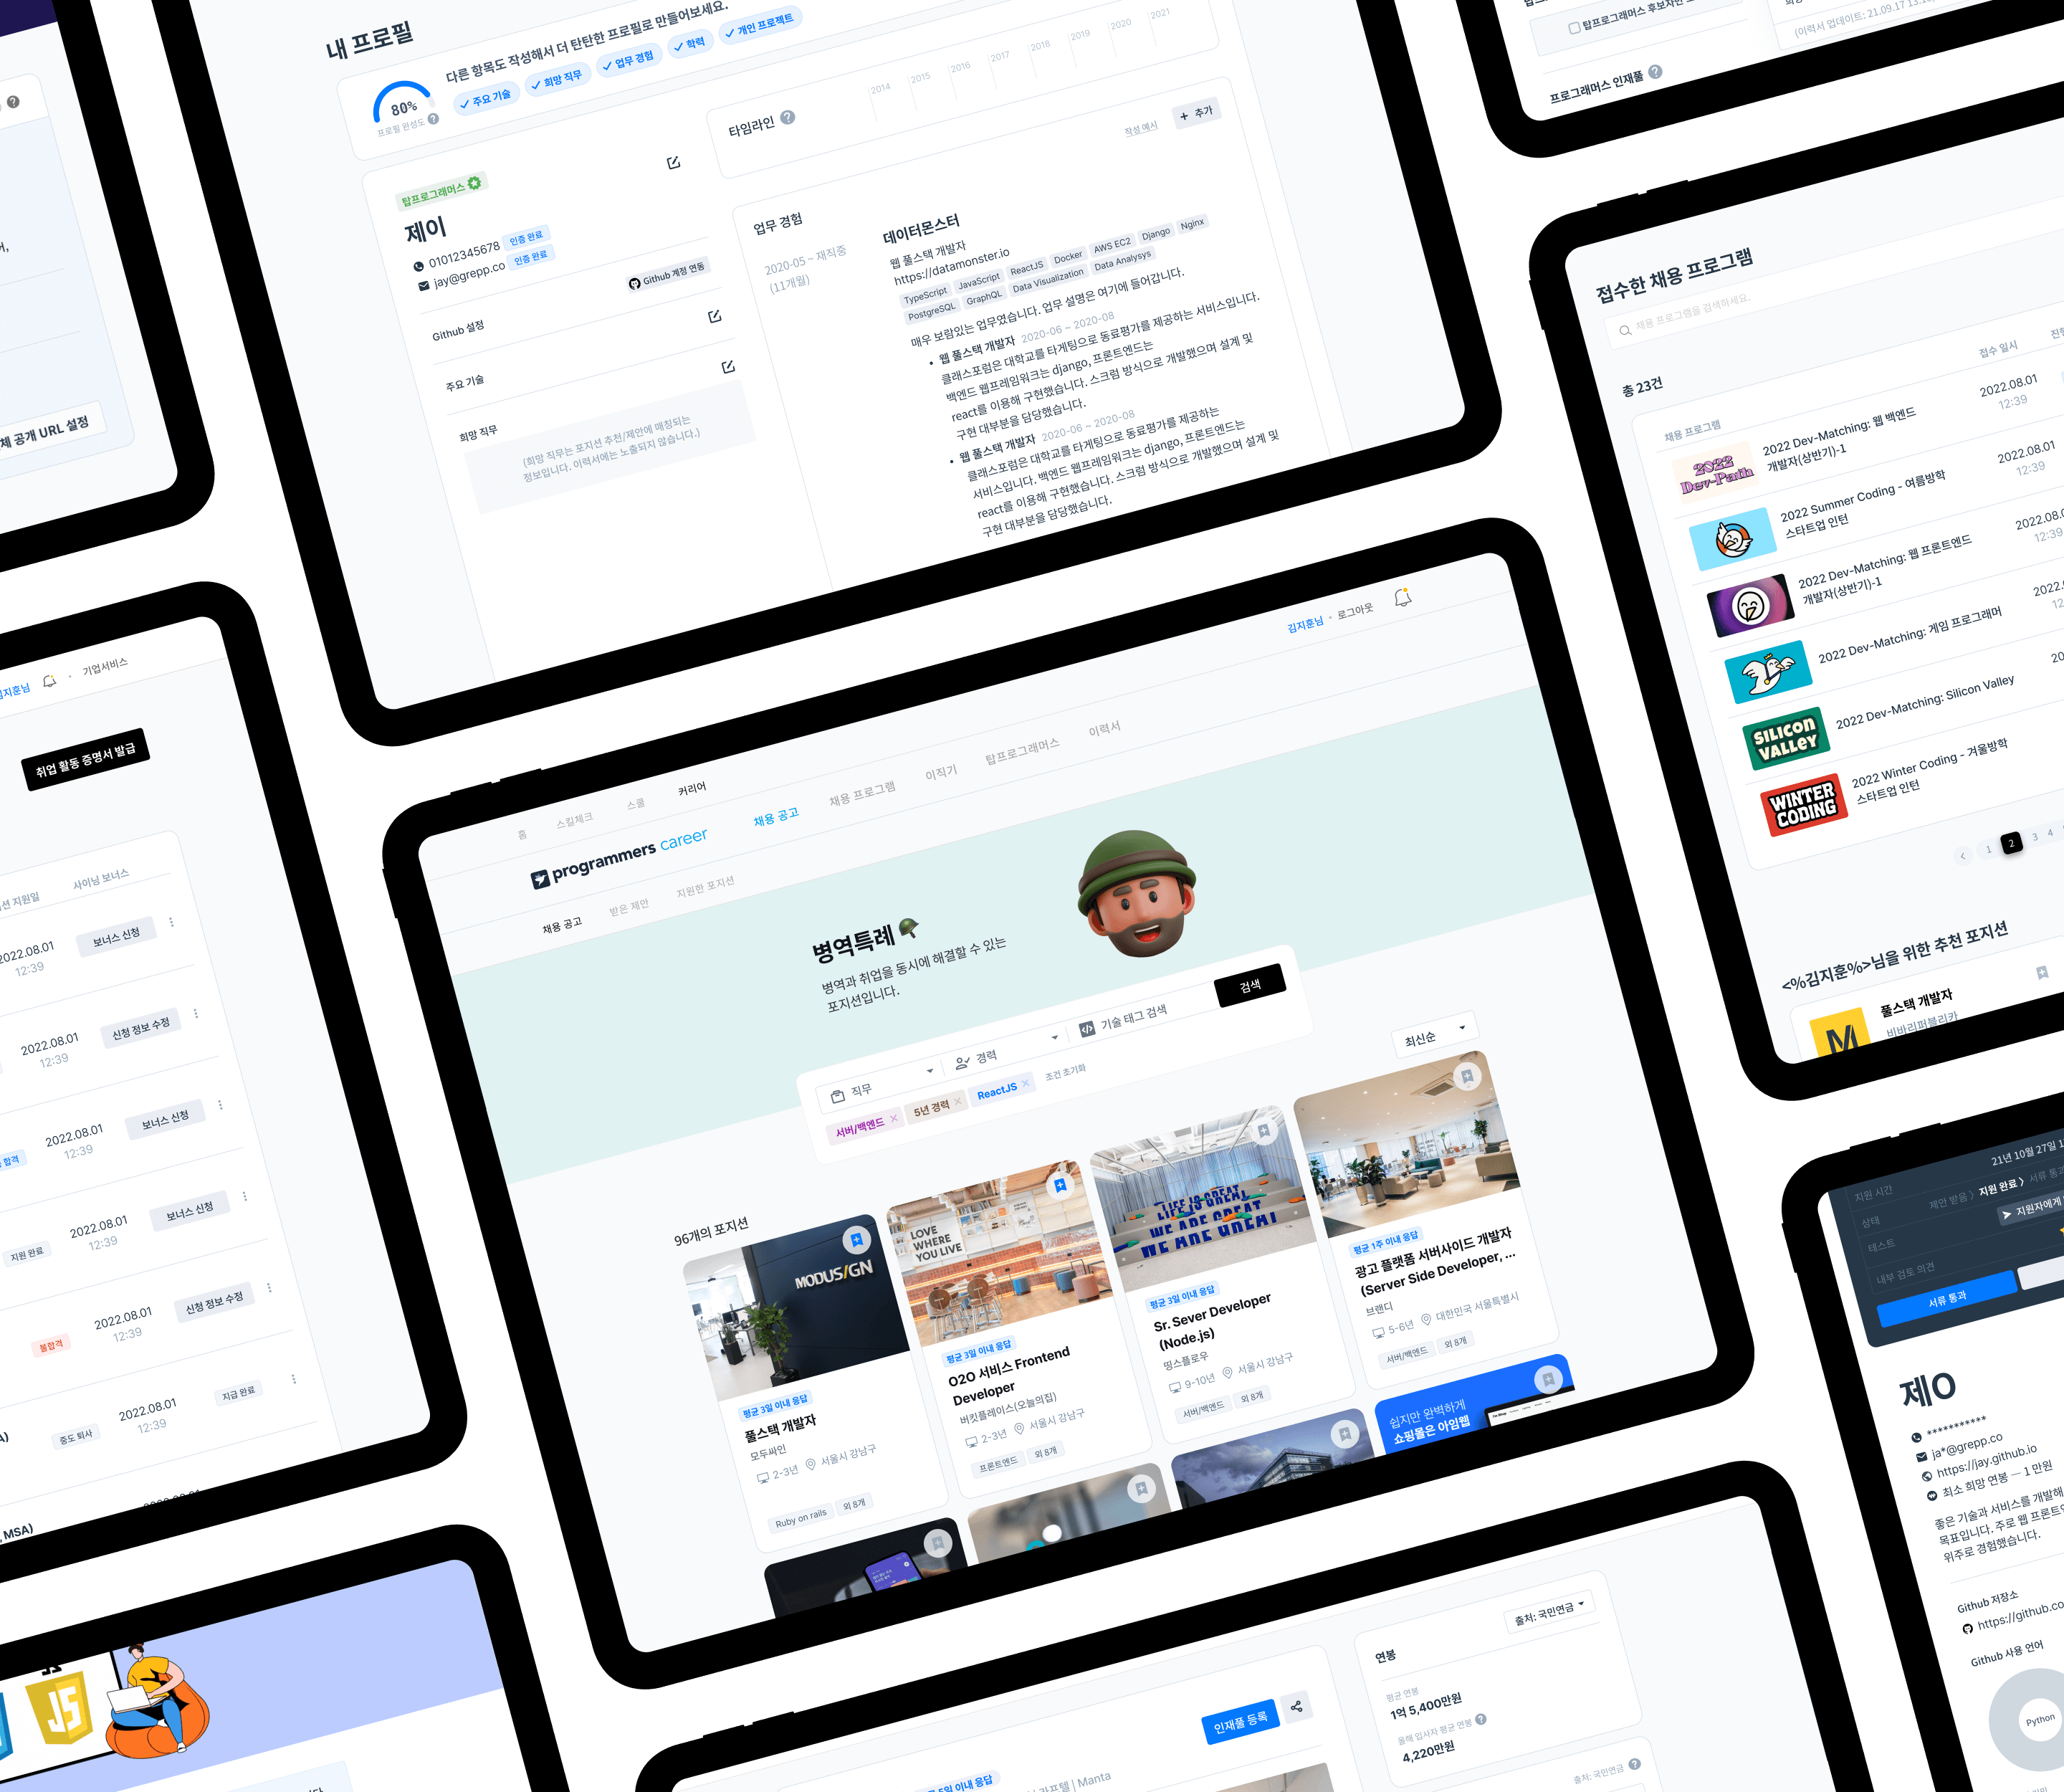 내 프로필
80%
프로필 완성도
다른 항목도 작성해서 더 탄탄한 프로필로 만들어보세요.
주요 기술
희망 직무
업무 경험
학력
개인 프로젝트
탑프로그래머스
제이
01012345678 인증 완료
jay@grepp.co 인증 완료
Github 설정
Github 계정 연동
주요 기술
희망 직무
(희망 직무는 포지션 추천/제안에 매칭되는
정보입니다. 이력서에는 노출되지 않습니다.)
타임라인
2014
2015
2016
2017
2018
2019
2020
2021
작성 예시
추가
업무 경험
2020-05 ~ 재직중
(11개월)
데이터몬스터
웹 풀스택 개발자
https://datamonster.io
TypeScript JavaScript ReactJS Docker AWS EC2 Django Nginx
PostgreSQL GraphQL Data Visualization Data Analysys
매우 보람있는 업무였습니다. 업무 설명은 여기에 들어갑니다.
웹 풀스택 개발자 2020-06 ~ 2020-08
클래스포럼은 대학교를 타게팅으로 동료평가를 제공하는 서비스입니다.
백엔드 웹프레임워크는 django, 프론트엔드는
react를 이용해 구현했습니다. 스크럼 방식으로 개발했으며 설계 및
구현 대부분을 담당했습니다.
웹 풀스택 개발자 2020-06 ~ 2020-08
클래스포럼은 대학교를 타게팅으로 동료평가를 제공하는
서비스입니다. 백엔드 웹프레임워크는 django, 프론트엔드는
react를 이용해 구현했습니다. 스크럼 방식으로 개발했으며 설계 및
구현 대부분을 담당했습니다.
공개 URL 설정
탑프로그래머스 후보자만
(이력서 업데이트: 21.09.17
프로그래머스 인재풀
접수한 채용 프로그램
채용 프로그램을 검색하세요.
총 23건
채용 프로그램
접수 일시
2022 Dev-Path
2022 Dev-Matching: 웹 백엔드
개발자(상반기)-1
2022.08.01
12:39
2022 Summer Coding - 여름방학
스타트업 인턴
2022.08.01
12:39
2022 Dev-Matching: 웹 프론트엔드
개발자(상반기)-1
12:39
2022 Dev-Matching: 게임 프로그래머
SILICON VALLEY
2022 Dev-Matching: Silicon Valley
WINTER CODING
2022 Winter Coding - 겨울방학
스타트업 인턴
1
2
3
4
<%김지훈%>님을 위한 추천 포지션
풀스택 개발자
비바리퍼블리카
기업서비스
취업 활동 증명서 발급
지원일
사이닝 보너스
2022.08.01
12:39
보너스 신청
2022.08.01
12:39
신청 정보 수정
합격
2022.08.01
12:39
보너스 신청
지원 완료
2022.08.01
12:39
보너스 신청
불합격
2022.08.01
12:39
신청 정보 수정
중도 퇴사
2022.08.01
12:39
지급 완료
MSA)
홈
스킬체크
스쿨
커리어
김지훈님
로그아웃
programmers career
채용 공고
채용 프로그램
이직기
탑프로그래머스
이력서
채용 공고
받은 제안
지원한 포지션
병역특례
병역과 취업을 동시에 해결할 수 있는
포지션입니다.
직무
경력
기술 태그 검색
검색
서버/백엔드
5년 경력
ReactJS
조건 초기화
최신순
96개의 포지션
MODUSIGN
평균 3일 이내 응답
풀스택 개발자
모두싸인
2-3년 서울시 강남구
Ruby on rails 외 8개
LOVE
WHERE
YOU LIVE
평균 3일 이내 응답
O2O 서비스 Frontend
Developer
버킷플레이스(오늘의집)
2-3년 서울시 강남구
프론트엔드 외 8개
LIFE IS GREAT
WE ARE GREAT
WE ARE GREAT
평균 3일 이내 응답
Sr. Sever Developer
(Node.js)
띵스플로우
9-10년 서울시 강남구
서버/백엔드 외 8개
평균 1주 이내 응답
광고 플랫폼 서버사이드 개발자
(Server Side Developer, ...
브랜디
5-6년 대한민국 서울특별시
서버/백엔드 외 8개
쉽지만 완벽하게
쇼핑몰은 아임웹
JS
지원 시간
21년 10월 27일
상태
제안 받음 〉 지원 완료 〉 서류 통과
테스트
지원자에게
내부 검토 의견
서류 통과
제O
***********
ja*@grepp.co
https://jay.github.io
최소 희망 연봉 — 1 만원
좋은 기술과 서비스를 개발해
목표입니다. 주로 웹 프론트
위주로 경험했습니다.
Github 저장소
https://github.co
Github 사용 언어
Python
연봉
출처: 국민연금
평균 연봉
1억 5,400만원
올해 입사자 평균 연봉
4,220만원
출처: 국민연금
인재풀 등록
이내 응답
라프텔 | Manta